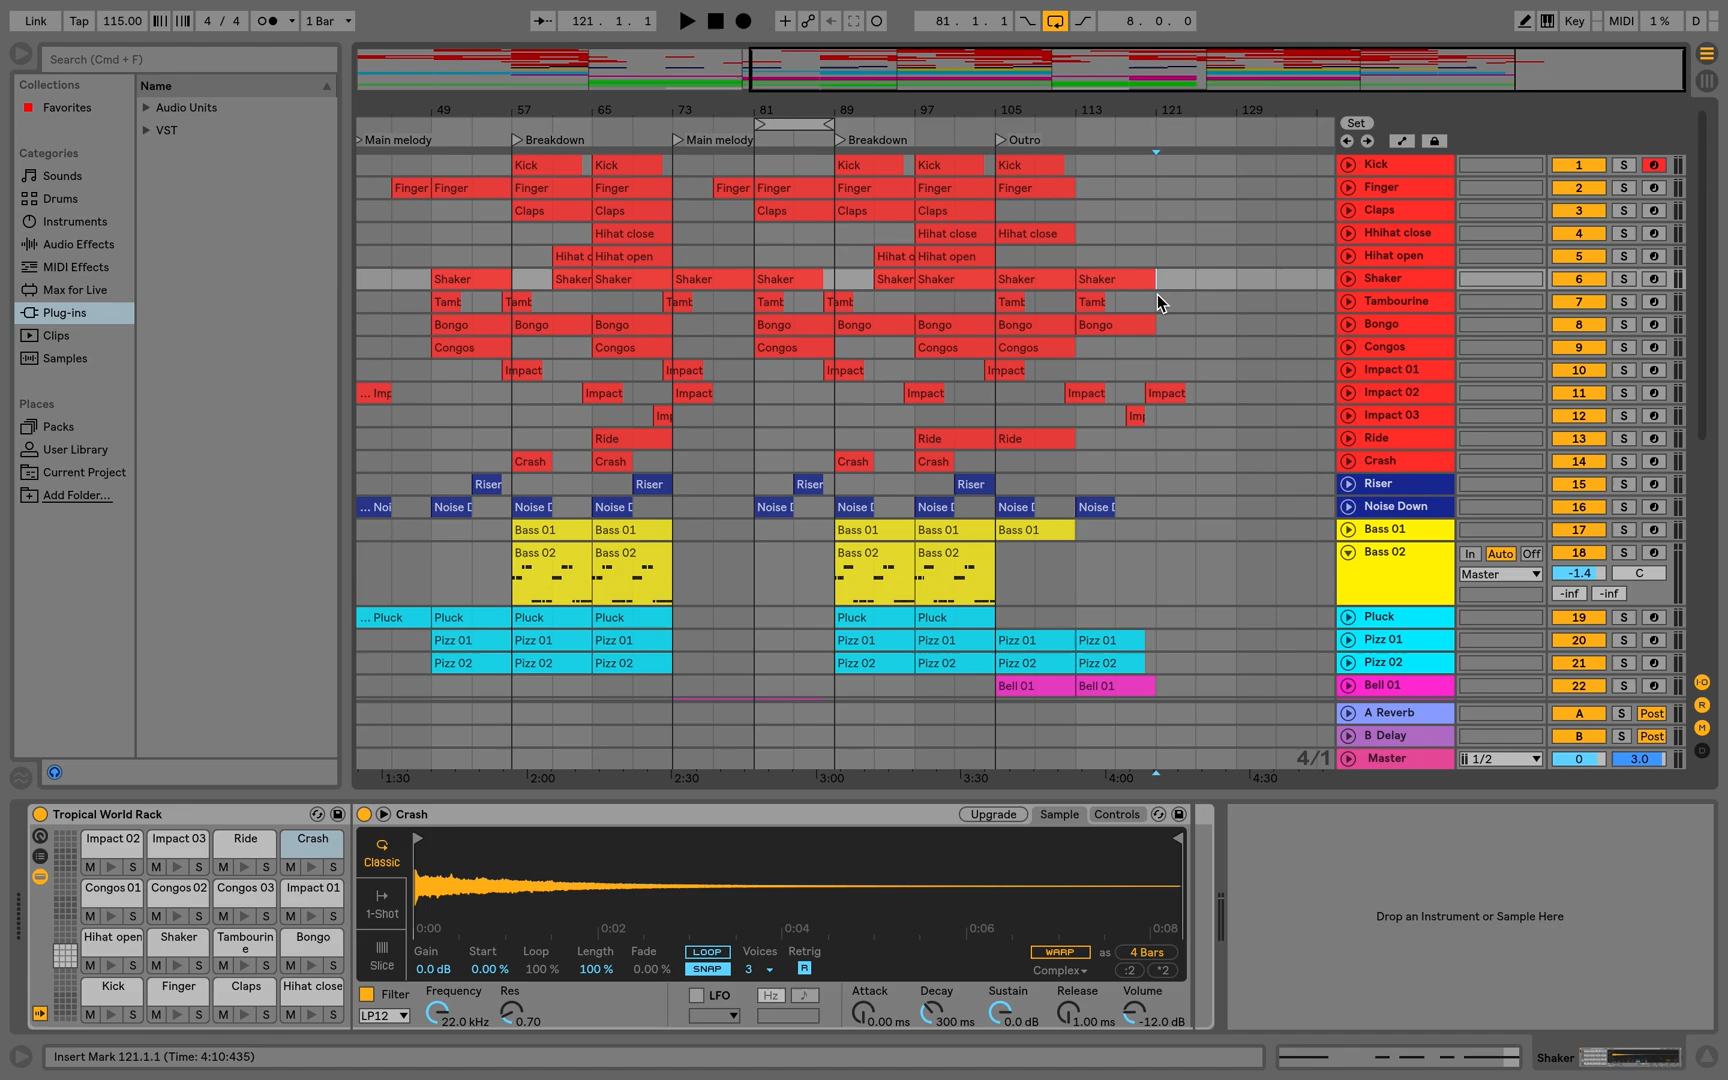 Link Tap 115.00 4 / 4 1 Bar 121 . 1 . 1 81 . 1 . 1 8 . 0 . 0 Key MIDI 1 % D
Search (Cmd + F)
Collections
Favorites
Categories
Sounds
Drums
Instruments
Audio Effects
MIDI Effects
Max for Live
Plug-ins
Clips
Samples
Places
Packs
User Library
Current Project
Add Folder...
Name
Audio Units
VST
49 57 65 73 81 89 97 105 113 121 129
Main melody Breakdown Main melody Breakdown Outro
Set
Kick Kick Kick Kick Kick Kick 1 S
Finger Finger Finger Finger Finger Finger Finger Finger Finger Finger 2 S
Claps Claps Claps Claps Claps Claps 3 S
Hihat close Hihat close Hihat close Hhihat close 4 S
Hihat o Hihat open Hihat o Hihat open Hihat open 5 S
Shaker Shaker Shaker Shaker Shaker Shaker Shaker Shaker Shaker Shaker 6 S
Tamb Tamb Tamb Tamb Tamb Tamb Tamb Tambourine 7 S
Bongo Bongo Bongo Bongo Bongo Bongo Bongo Bongo Bongo 8 S
Congos Congos Congos Congos Congos Congos 9 S
Impact Impact Impact Impact Impact 01 10 S
... Imp Impact Impact Impact Impact Impact Impact 02 11 S
Imp Imp Impact 03 12 S
Ride Ride Ride Ride 13 S
Crash Crash Crash Crash Crash 14 S
Riser Riser Riser Riser Riser 15 S
... Noi Noise D Noise D Noise D Noise D Noise D Noise D Noise D Noise D Noise Down 16 S
Bass 01 Bass 01 Bass 01 Bass 01 Bass 01 Bass 01 17 S
Bass 02 Bass 02 Bass 02 Bass 02 Bass 02 In Auto Off 18 S
Master -1.4 C
-inf -inf
... Pluck Pluck Pluck Pluck Pluck Pluck Pluck 19 S
Pizz 01 Pizz 01 Pizz 01 Pizz 01 Pizz 01 Pizz 01 Pizz 01 Pizz 01 20 S
Pizz 02 Pizz 02 Pizz 02 Pizz 02 Pizz 02 Pizz 02 Pizz 02 Pizz 02 21 S
Bell 01 Bell 01 Bell 01 22 S
A Reverb A S Post
B Delay B S Post
4/1 Master 1/2 0 3.0
1:30 2:00 2:30 3:00 3:30 4:00 4:30
I·O
R
M
D
Tropical World Rack
Impact 02 Impact 03 Ride Crash
M S M S M S M S
Congos 01 Congos 02 Congos 03 Impact 01
M S M S M S M S
Hihat open Shaker Tambourin
e Bongo
M S M S M S M S
Kick Finger Claps Hihat close
M S M S M S M S
Crash Upgrade Sample Controls
Classic
1-Shot
Slice
0:00 0:02 0:04 0:06 0:08
Gain Start Loop Length Fade LOOP Voices Retrig WARP as 4 Bars
0.0 dB 0.00 % 100 % 100 % 0.00 % SNAP 3 R Complex :2 *2
Filter Frequency Res LFO Hz Attack Decay Sustain Release Volume
LP12 22.0 kHz 0.70 0.00 ms 300 ms 0.0 dB 1.00 ms -12.0 dB
Drop an Instrument or Sample Here
Insert Mark 121.1.1 (Time: 4:10:435)
Shaker